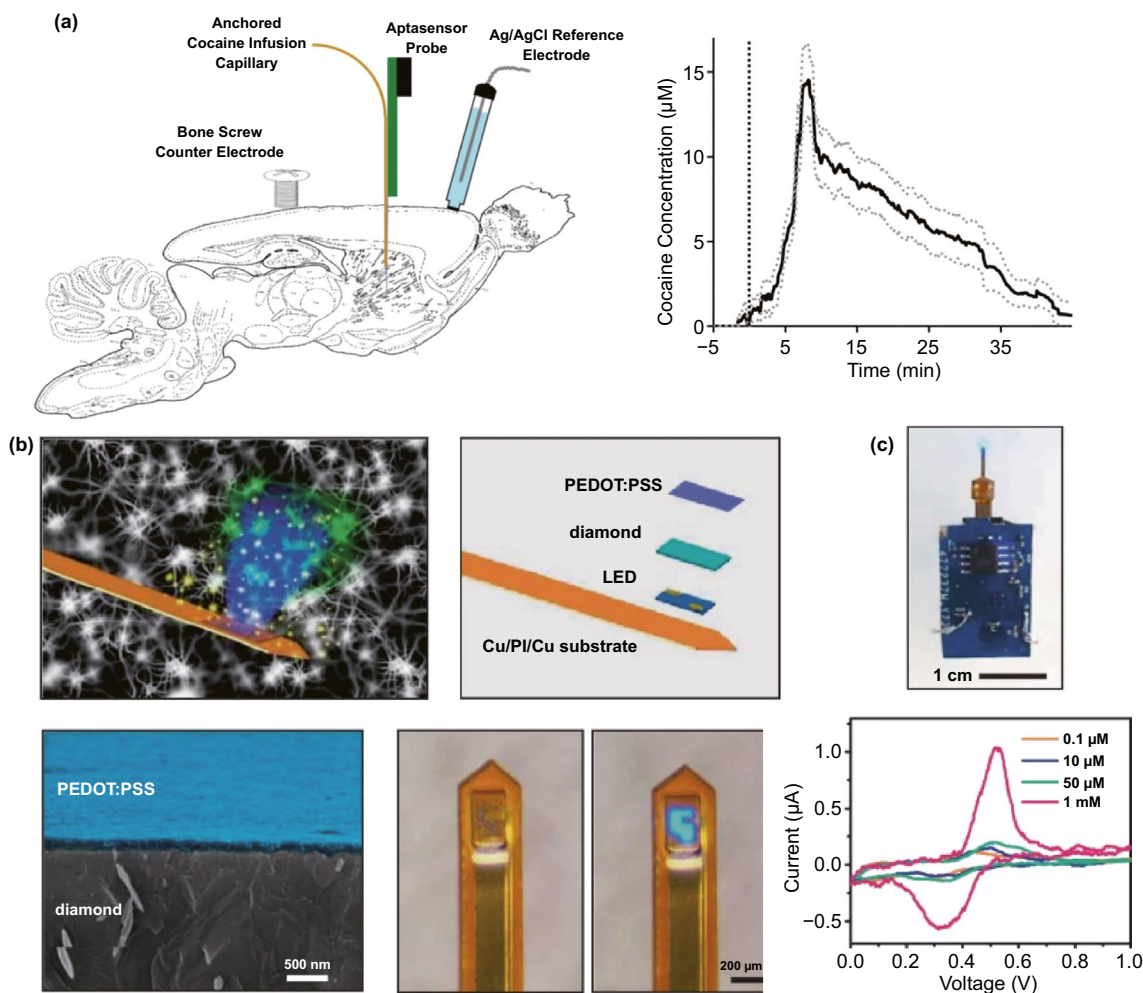 (a)
Anchored
Cocaine Infusion
Capillary
Aptasensor
Probe
Ag/AgCl Reference
Electrode
Bone Screw
Counter Electrode
Cocaine Concentration (µM)
15
10
5
0
−5
5
15
25
35
Time (min)
(b)
PEDOT:PSS
diamond
LED
Cu/PI/Cu substrate
(c)
1 cm
PEDOT:PSS
diamond
500 nm
200 µm
Current (µA)
1.0
0.5
0.0
−0.5
0.1 µM
10 µM
50 µM
1 mM
0.0
0.2
0.4
0.6
0.8
1.0
Voltage (V)